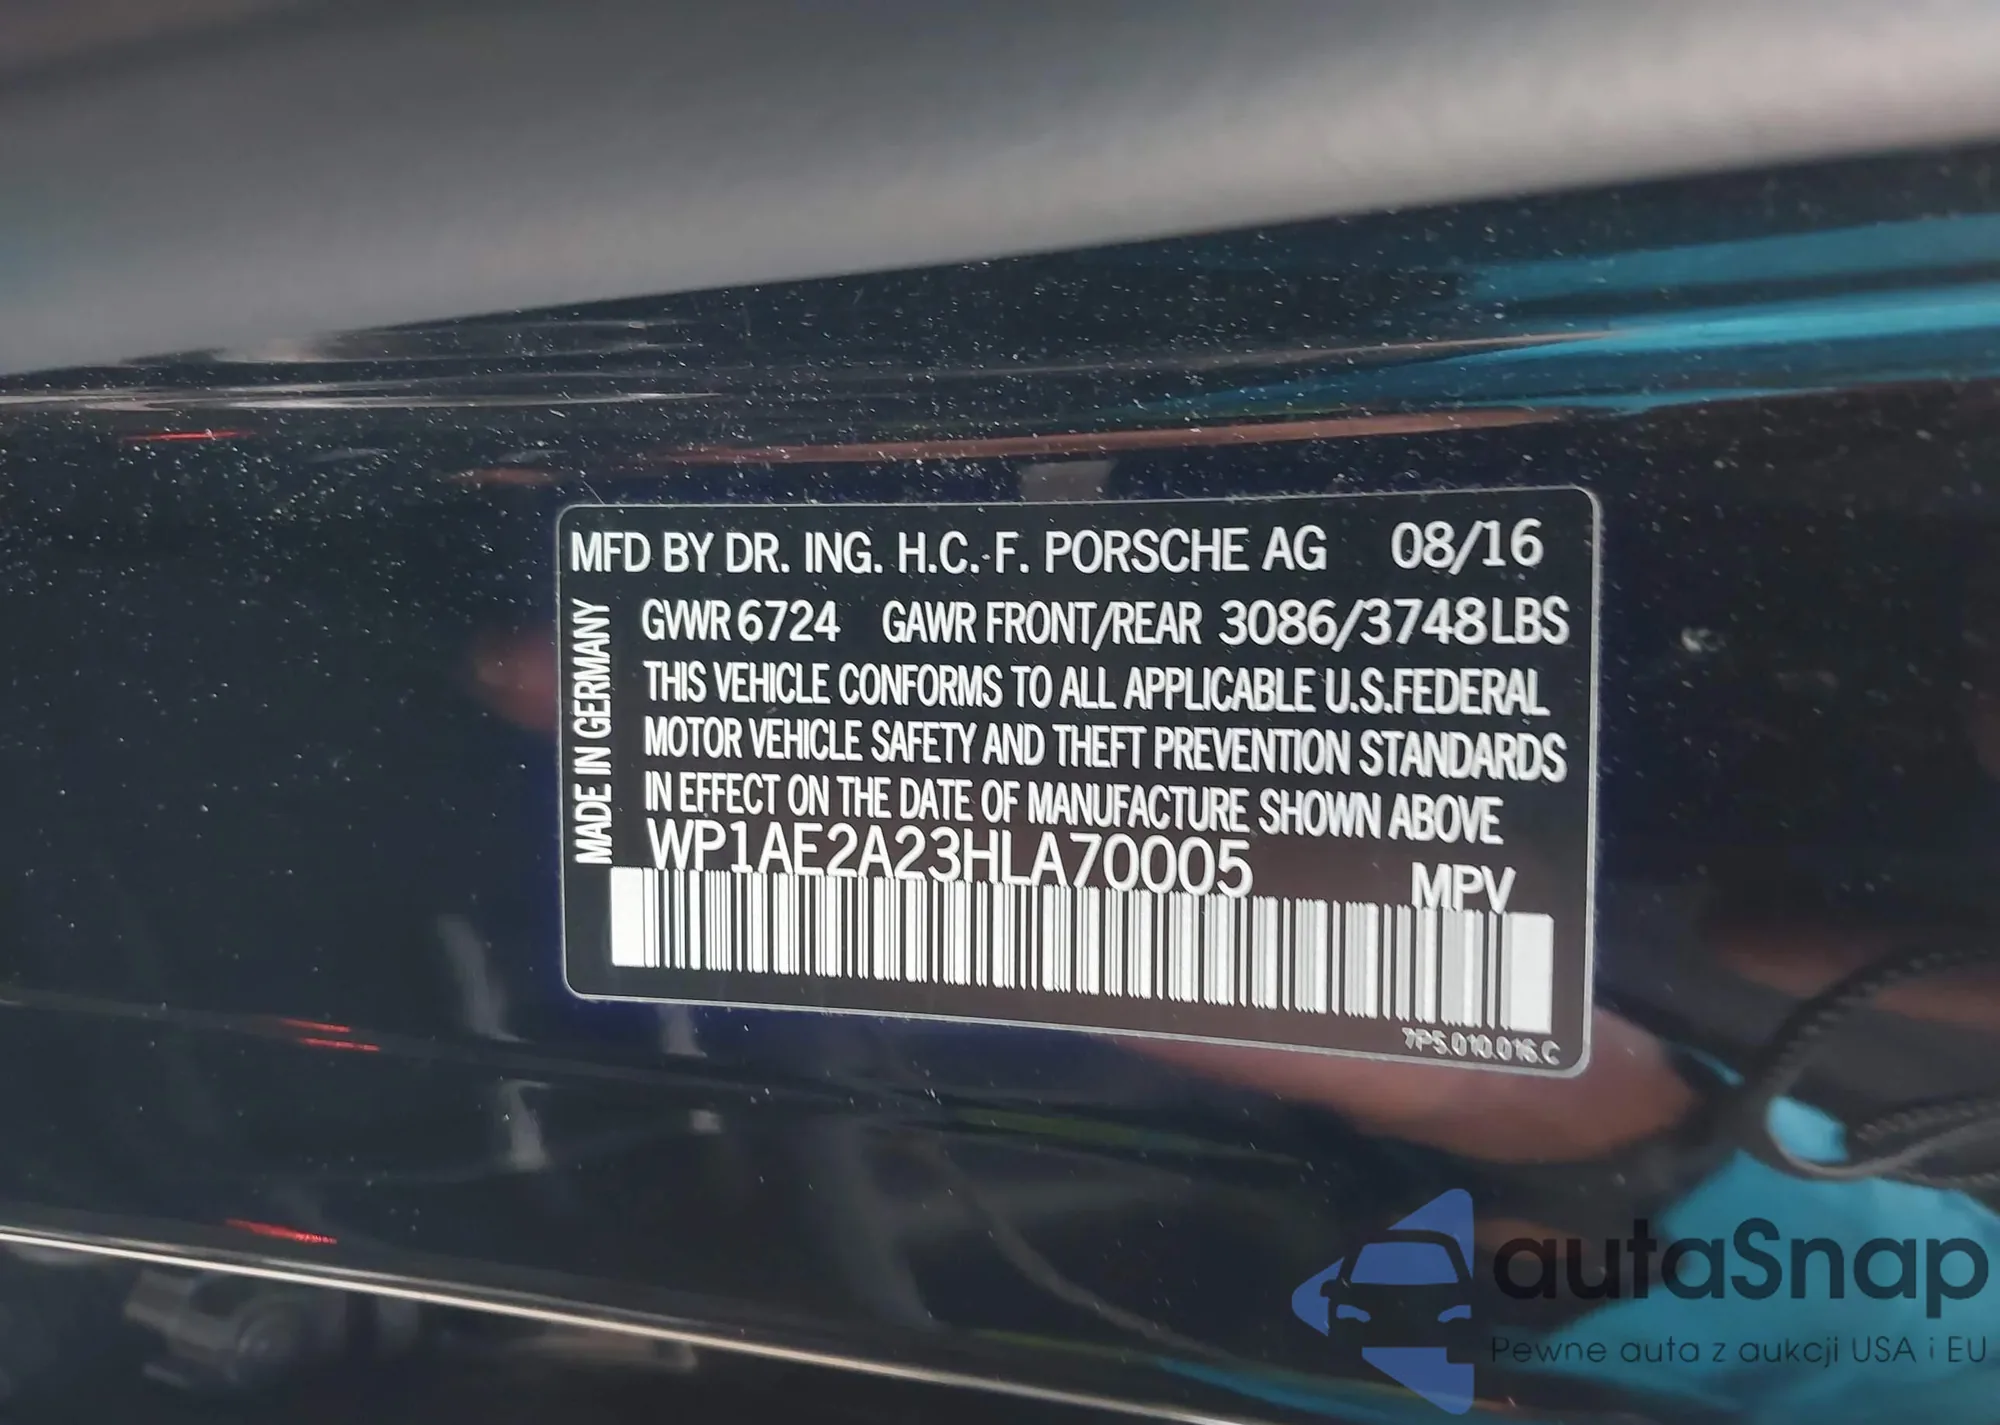 MFD BY DR. ING. H.C.-F. PORSCHE AG 08/16
MADE IN GERMANY
GVWR 6724 GAWR FRONT/REAR 3086/3748LBS
THIS VEHICLE CONFORMS TO ALL APPLICABLE U.S.FEDERAL
MOTOR VEHICLE SAFETY AND THEFT PREVENTION STANDARDS
IN EFFECT ON THE DATE OF MANUFACTURE SHOWN ABOVE
WP1AE2A23HLA70005 MPV
7P5.010.016.C
autaSnap
Pewne auta z aukcji USA i EU